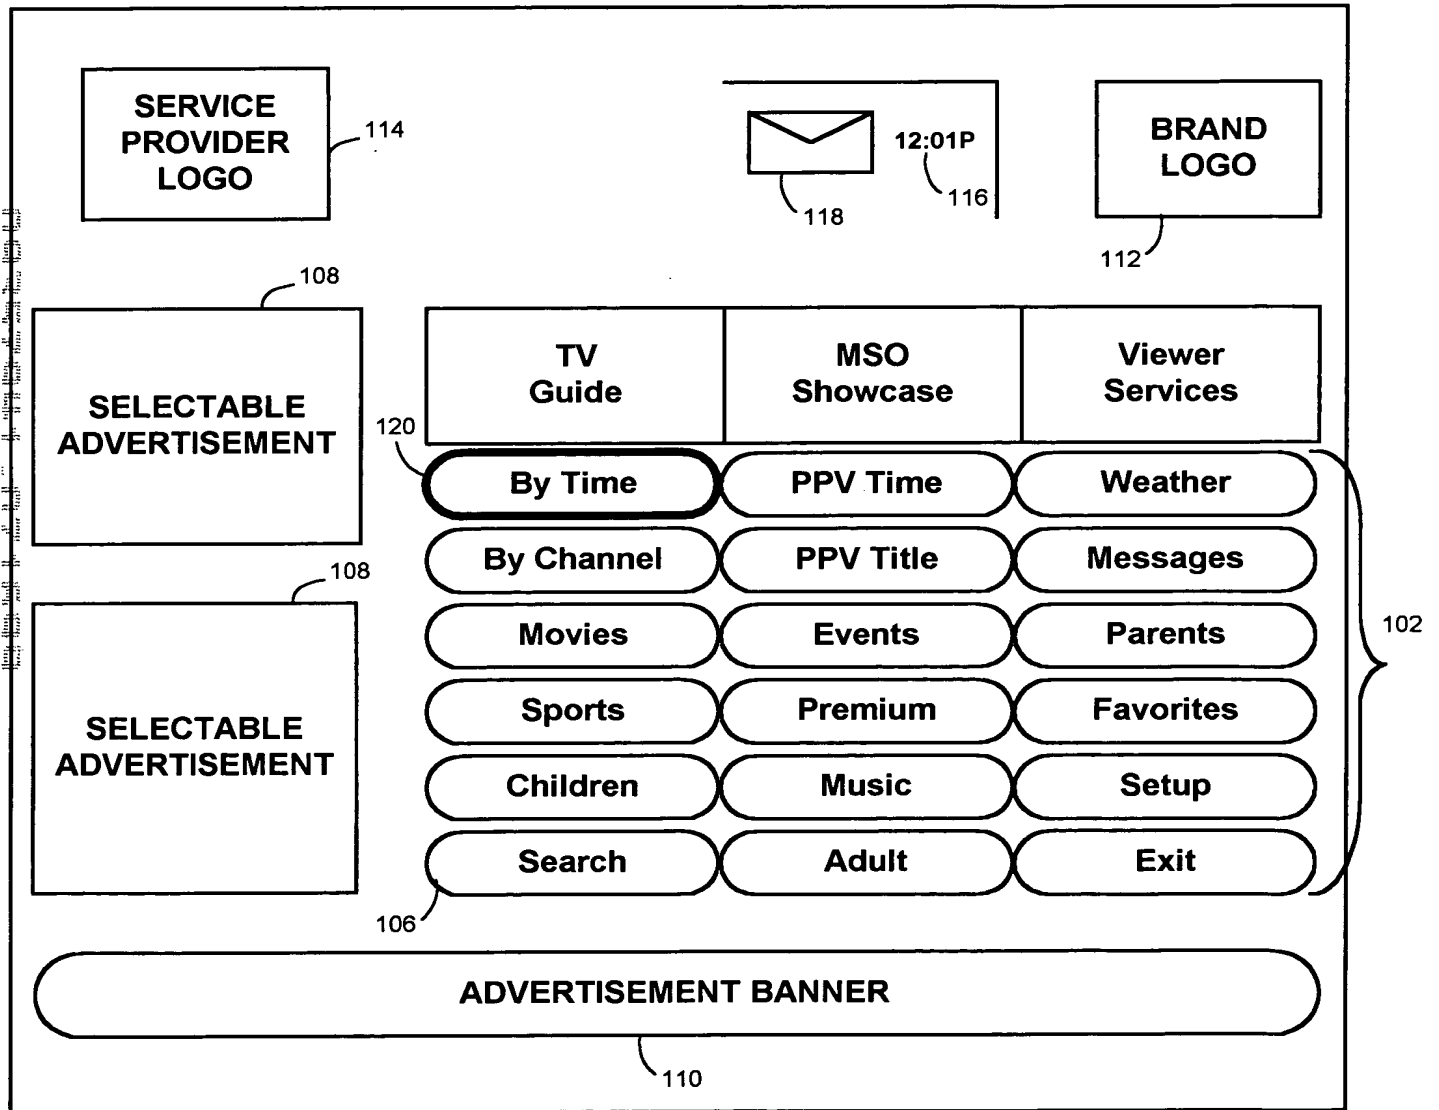 SERVICE
PROVIDER
LOGO
114
12:01P
118
116
BRAND
LOGO
112
108
SELECTABLE
ADVERTISEMENT
TV
Guide
MSO
Showcase
Viewer
Services
120
By Time
PPV Time
Weather
By Channel
PPV Title
Messages
108
Movies
Events
Parents
102
SELECTABLE
ADVERTISEMENT
Sports
Premium
Favorites
Children
Music
Setup
Search
Adult
Exit
106
ADVERTISEMENT BANNER
110